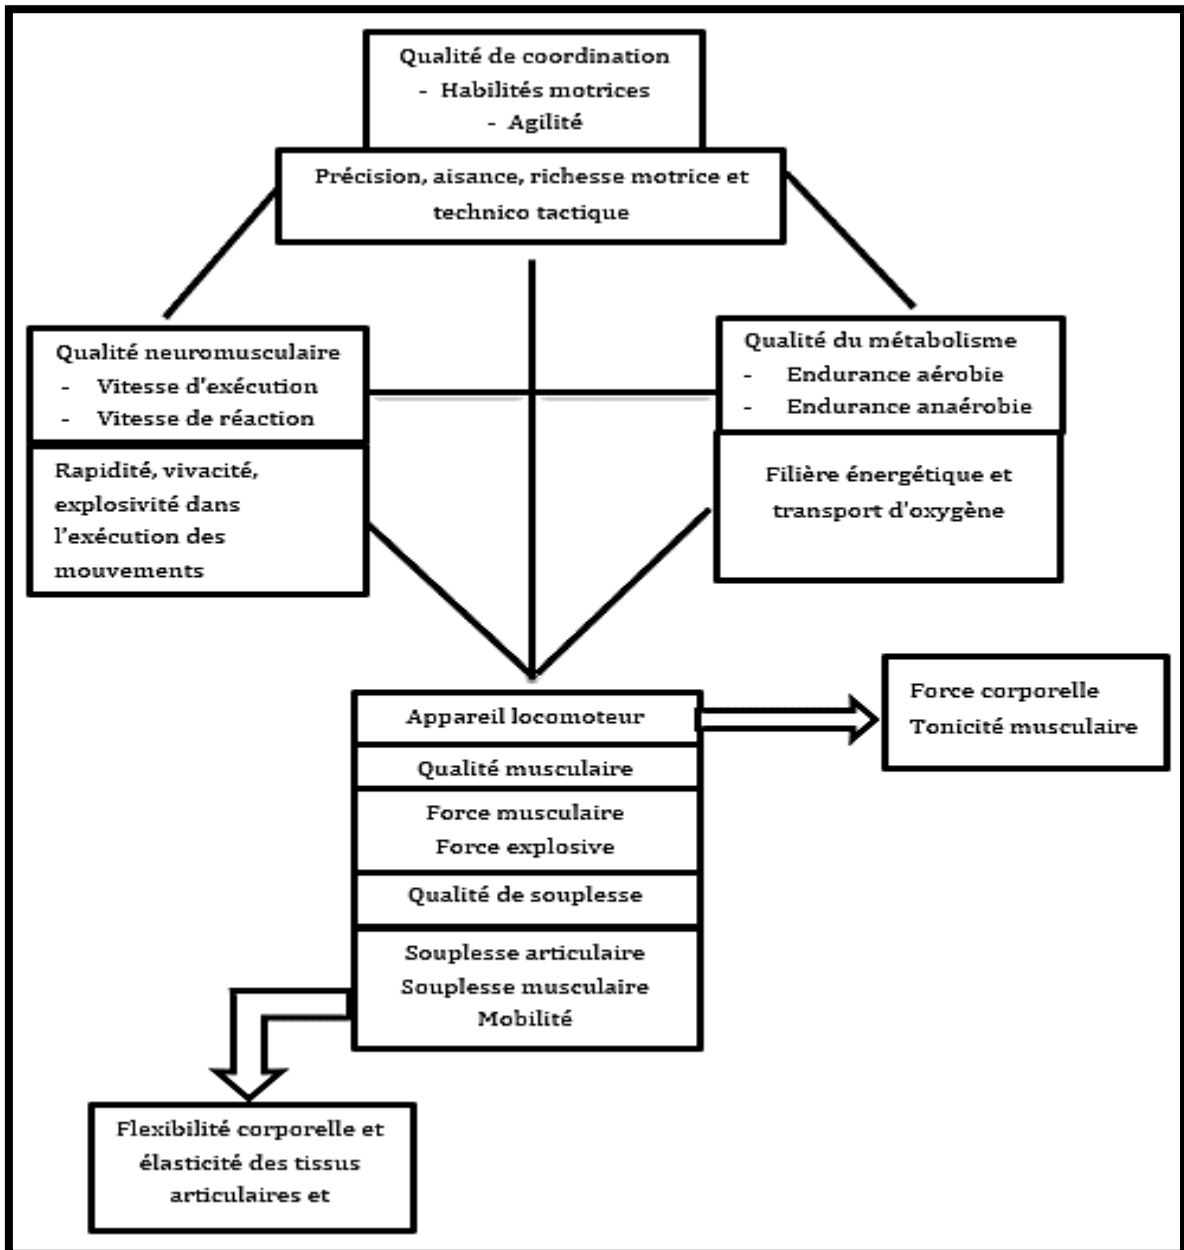 Qualité de coordination
- Habilités motrices
- Agilité
Précision, aisance, richesse motrice et
technico tactique
Qualité neuromusculaire
- Vitesse d'exécution
- Vitesse de réaction
Rapidité, vivacité,
explosivité dans
l'exécution des
mouvements
Qualité du métabolisme
- Endurance aérobie
- Endurance anaérobie
Filière énergétique et
transport d'oxygène
Appareil locomoteur
Qualité musculaire
Force musculaire
Force explosive
Qualité de souplesse
Souplesse articulaire
Souplesse musculaire
Mobilité
Force corporelle
Tonicité musculaire
Flexibilité corporelle et
élasticité des tissus
articulaires et